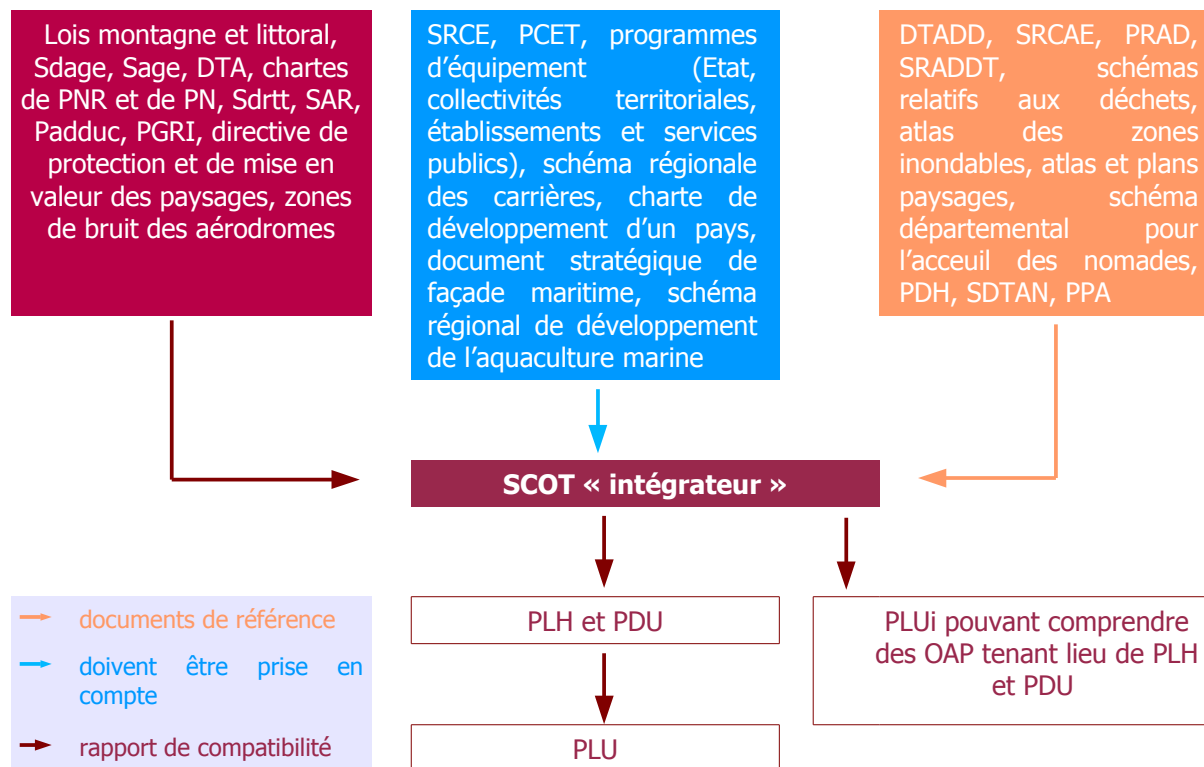 Lois montagne et littoral,
Sdage, Sage, DTA, chartes
de PNR et de PN, Sdrtt, SAR,
Padduc, PGRI, directive de
protection et de mise en
valeur des paysages, zones
de bruit des aérodromes
SRCE, PCET, programmes
d’équipement (Etat,
collectivités territoriales,
établissements et services
publics), schéma régionale
des carrières, charte de
développement d’un pays,
document stratégique de
façade maritime, schéma
régional de développement
de l’aquaculture marine
DTADD, SRCAE, PRAD,
SRADDT, schémas
relatifs aux déchets,
atlas des zones
inondables, atlas et plans
paysages, schéma
départemental pour
l’acceuil des nomades,
PDH, SDTAN, PPA
SCOT « intégrateur »
documents de référence
doivent être prise en
compte
rapport de compatibilité
PLH et PDU
PLU
PLUi pouvant comprendre
des OAP tenant lieu de PLH
et PDU